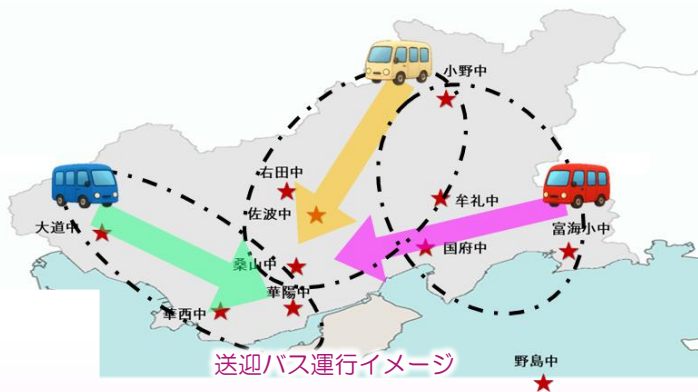 小野中
右田中
佐波中
牟礼中
大道中
富海小中
国府中
桑山中
華陽中
華西中
送迎バス運行イメージ
野島中